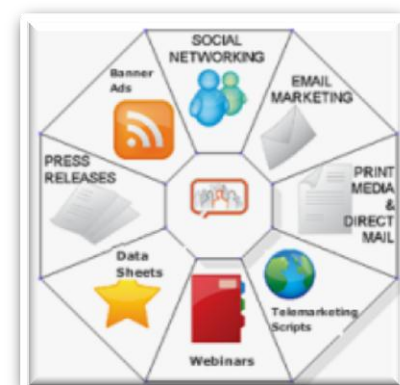 SOCIAL
NETWORKING
EMAIL
MARKETING
PRINT
MEDIA
&
DIRECT
MAIL
Telemarketing
Scripts
Webinars
Data
Sheets
PRESS
RELEASES
Banner
Ads